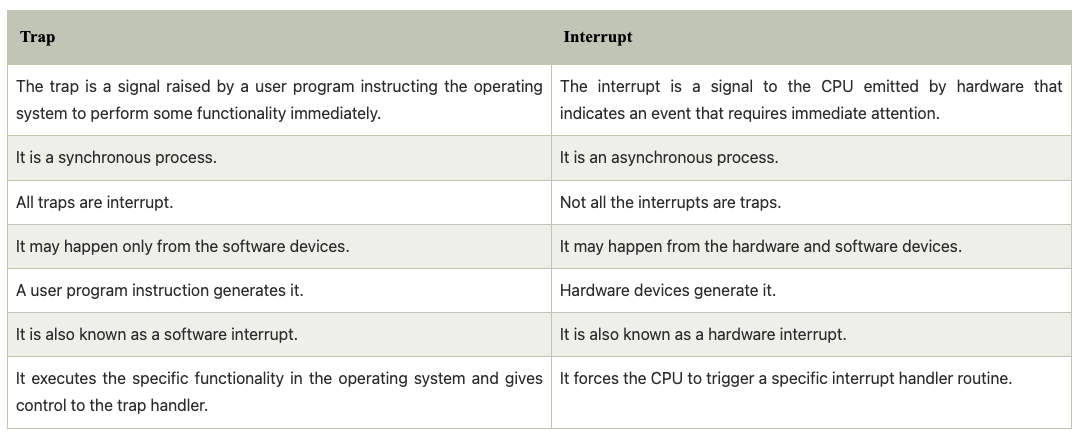 Trap Interrupt
The trap is a signal raised by a user program instructing the operating
system to perform some functionality immediately.
The interrupt is a signal to the CPU emitted by hardware that
indicates an event that requires immediate attention.
It is a synchronous process.
It is an asynchronous process.
All traps are interrupt.
Not all the interrupts are traps.
It may happen only from the software devices.
It may happen from the hardware and software devices.
A user program instruction generates it.
Hardware devices generate it.
It is also known as a software interrupt.
It is also known as a hardware interrupt.
It executes the specific functionality in the operating system and gives
control to the trap handler.
It forces the CPU to trigger a specific interrupt handler routine.